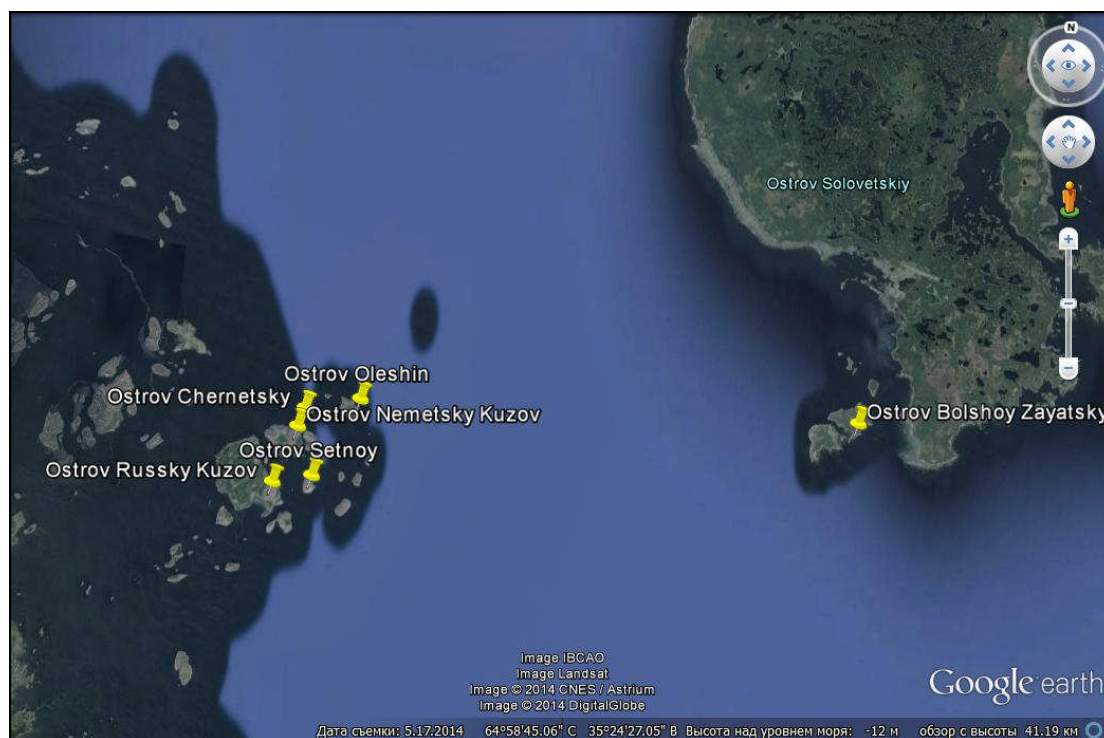 N
Ostrov Solovetskiy
Ostrov Oleshin
Ostrov Chernetsky
Ostrov Nemetsky Kuzov
Ostrov Bolshoy Zayatsky
Ostrov Setnoy
Ostrov Russky Kuzov
Image IBCAO
Image Landsat
Image © 2014 CNES / Astrium
Image © 2014 DigitalGlobe
Google earth
Дата съемки: 5.17.2014 64°58'45.06" С 35°24'27.05" В Высота над уровнем моря: -12 м обзор с высоты 41.19 км